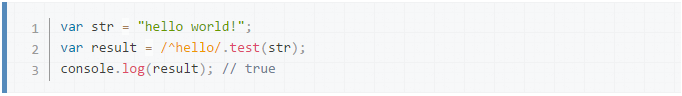 1 var str = "hello world!";
2 var result = /^hello/.test(str);
3 console.log(result); // true